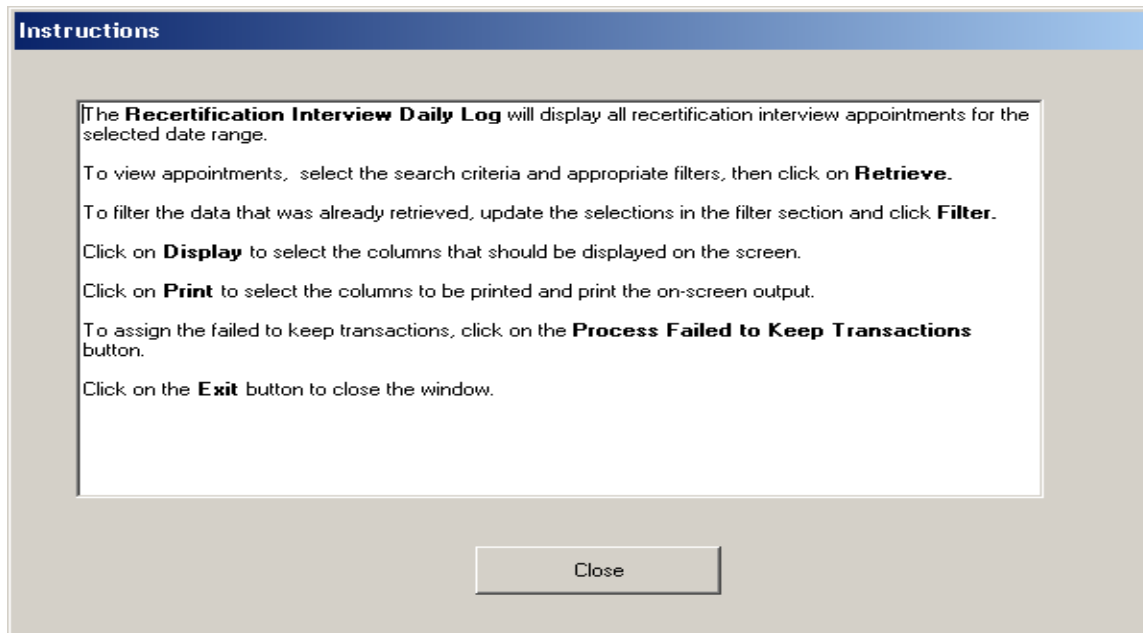 Instructions
The Recertification Interview Daily Log will display all recertification interview appointments for the
selected date range.
To view appointments,  select the search criteria and appropriate filters, then click on Retrieve.
To filter the data that was already retrieved, update the selections in the filter section and click Filter.
Click on Display to select the columns that should be displayed on the screen.
Click on Print to select the columns to be printed and print the on-screen output.
To assign the failed to keep transactions, click on the Process Failed to Keep Transactions
button.
Click on the Exit button to close the window.
Close